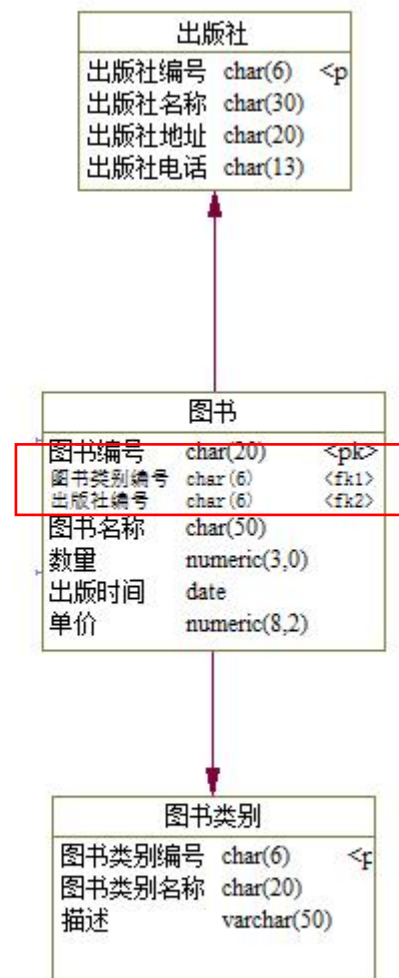 出版社
出版社编号 char(6) <p
出版社名称 char(30)
出版社地址 char(20)
出版社电话 char(13)
图书
图书编号 char(20) <pk>
图书类别编号 char(6) <fk1>
出版社编号 char(6) <fk2>
图书名称 char(50)
数量 numeric(3,0)
出版时间 date
单价 numeric(8,2)
图书类别
图书类别编号 char(6) <p
图书类别名称 char(20)
描述 varchar(50)